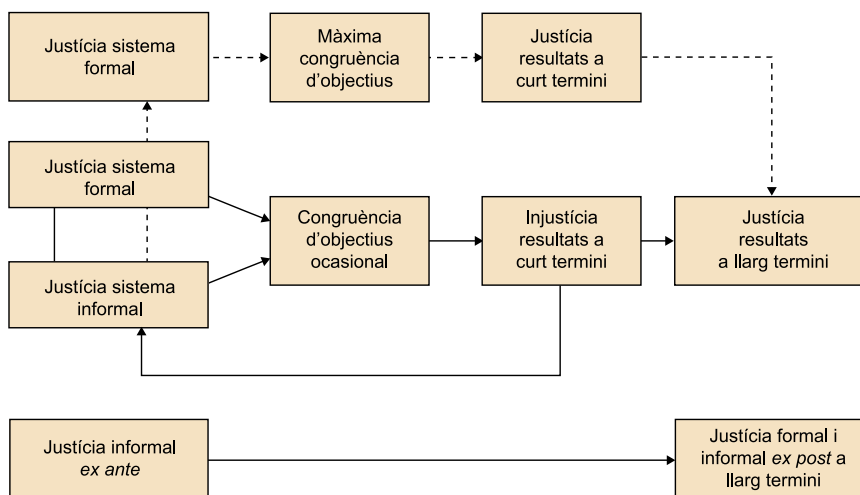 Justícia sistema
formal
Màxima
congruència
d'objectius
Justícia
resultats a
curt termini
Justícia sistema
formal
Justícia sistema
informal
Congruència
d'objectius
ocasional
Injustícia
resultats a
curt termini
Justícia
resultats
a llarg termini
Justícia informal
ex ante
Justícia formal i
informal ex post a
llarg termini